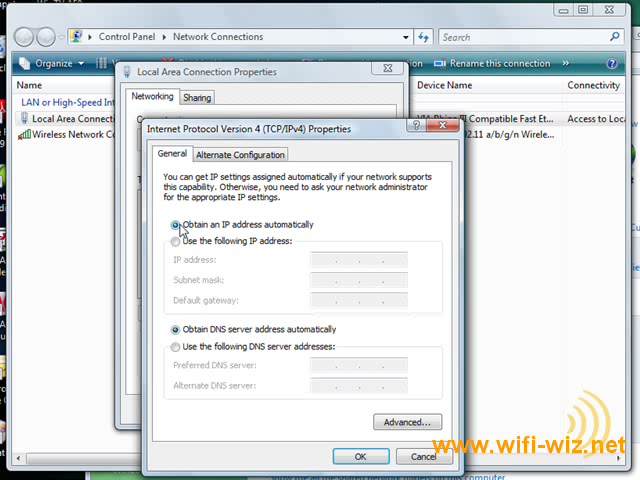 Control Panel
Network Connections
Search
Organize
Rename this connection
Name
Device Name
Connectivity
LAN or High-Speed Int
Local Area Connection Properties
Networking
Sharing
Local Area Conn
Compatible Fast Et...
Access to Loca
Wireless Network Co
02.11 a/b/g/n Wirele...
Internet Protocol Version 4 (TCP/IPv4) Properties
General
Alternate Configuration
You can get IP settings assigned automatically if your network supports
this capability. Otherwise, you need to ask your network administrator
for the appropriate IP settings.
Obtain an IP address automatically
Use the following IP address:
IP address:
Subnet mask:
Default gateway:
Obtain DNS server address automatically
Use the following DNS server addresses:
Preferred DNS server:
Alternate DNS server:
Advanced...
OK
Cancel
www.wifi-wiz.net